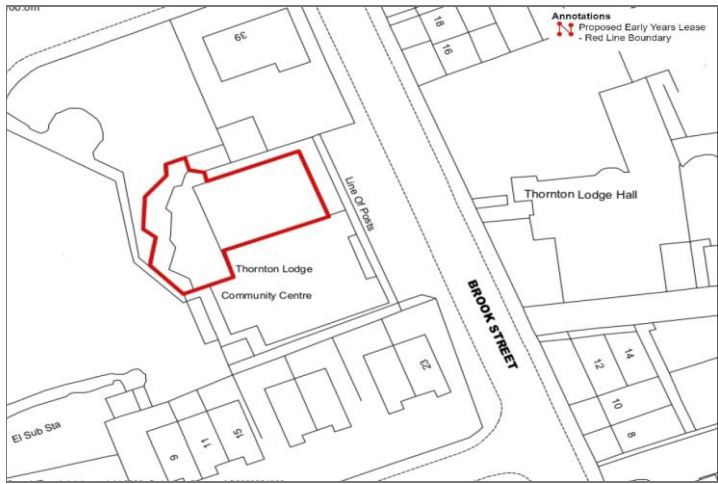 Annotations
Proposed Early Years Lease
- Red Line Boundary
39
18
16
Line Of Posts
Thornton Lodge Hall
Thornton Lodge
Community Centre
BROOK STREET
23
12
14
10
8
El Sub Sta
15
11
9